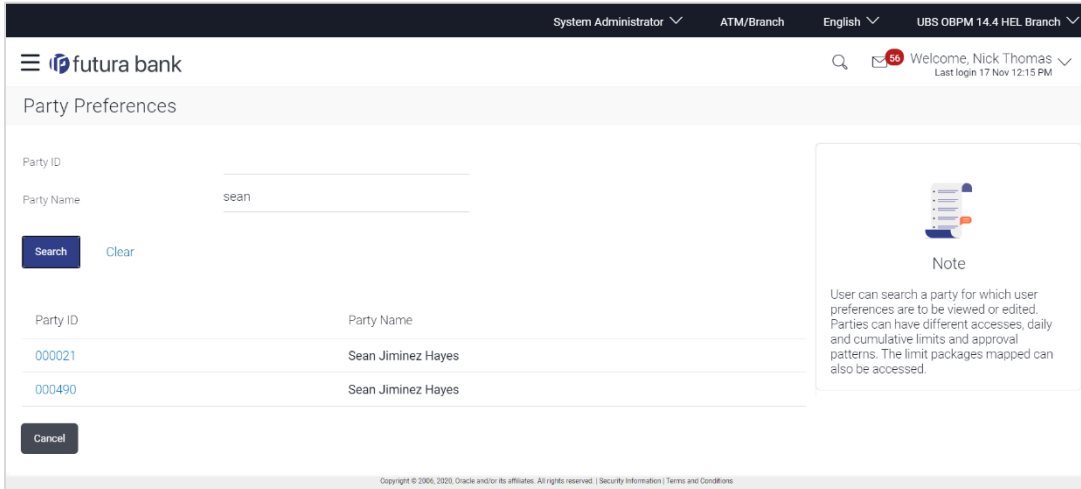 System Administrator ATM/Branch English UBS OBPM 14.4 HEL Branch
futura bank
56 Welcome, Nick Thomas
Last login 17 Nov 12:15 PM
Party Preferences
Party ID
Party Name sean
Search Clear
Party ID Party Name
000021 Sean Jiminez Hayes
000490 Sean Jiminez Hayes
Cancel
Note
User can search a party for which user
preferences are to be viewed or edited.
Parties can have different accesses, daily
and cumulative limits and approval
patterns. The limit packages mapped can
also be accessed.
Copyright © 2006, 2020, Oracle and/or its affiliates. All rights reserved. | Security Information | Terms and Conditions